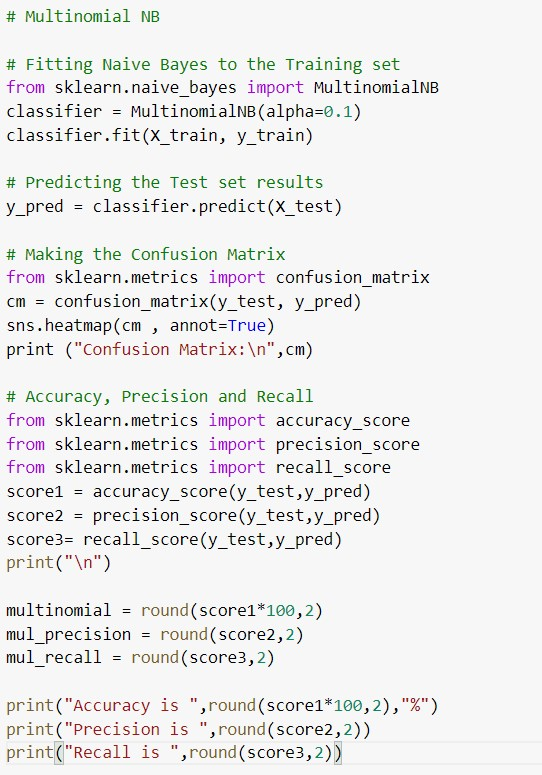 # Multinomial NB
# Fitting Naive Bayes to the Training set
from sklearn.naive_bayes import MultinomialNB
classifier = MultinomialNB(alpha=0.1)
classifier.fit(X_train, y_train)
# Predicting the Test set results
y_pred = classifier.predict(X_test)
# Making the Confusion Matrix
from sklearn.metrics import confusion_matrix
cm = confusion_matrix(y_test, y_pred)
sns.heatmap(cm , annot=True)
print ("Confusion Matrix:\n",cm)
# Accuracy, Precision and Recall
from sklearn.metrics import accuracy_score
from sklearn.metrics import precision_score
from sklearn.metrics import recall_score
score1 = accuracy_score(y_test,y_pred)
score2 = precision_score(y_test,y_pred)
score3= recall_score(y_test,y_pred)
print("\n")
multinomial = round(score1*100,2)
mul_precision = round(score2,2)
mul_recall = round(score3,2)
print("Accuracy is ",round(score1*100,2),"%")
print("Precision is ",round(score2,2))
print("Recall is ",round(score3,2))